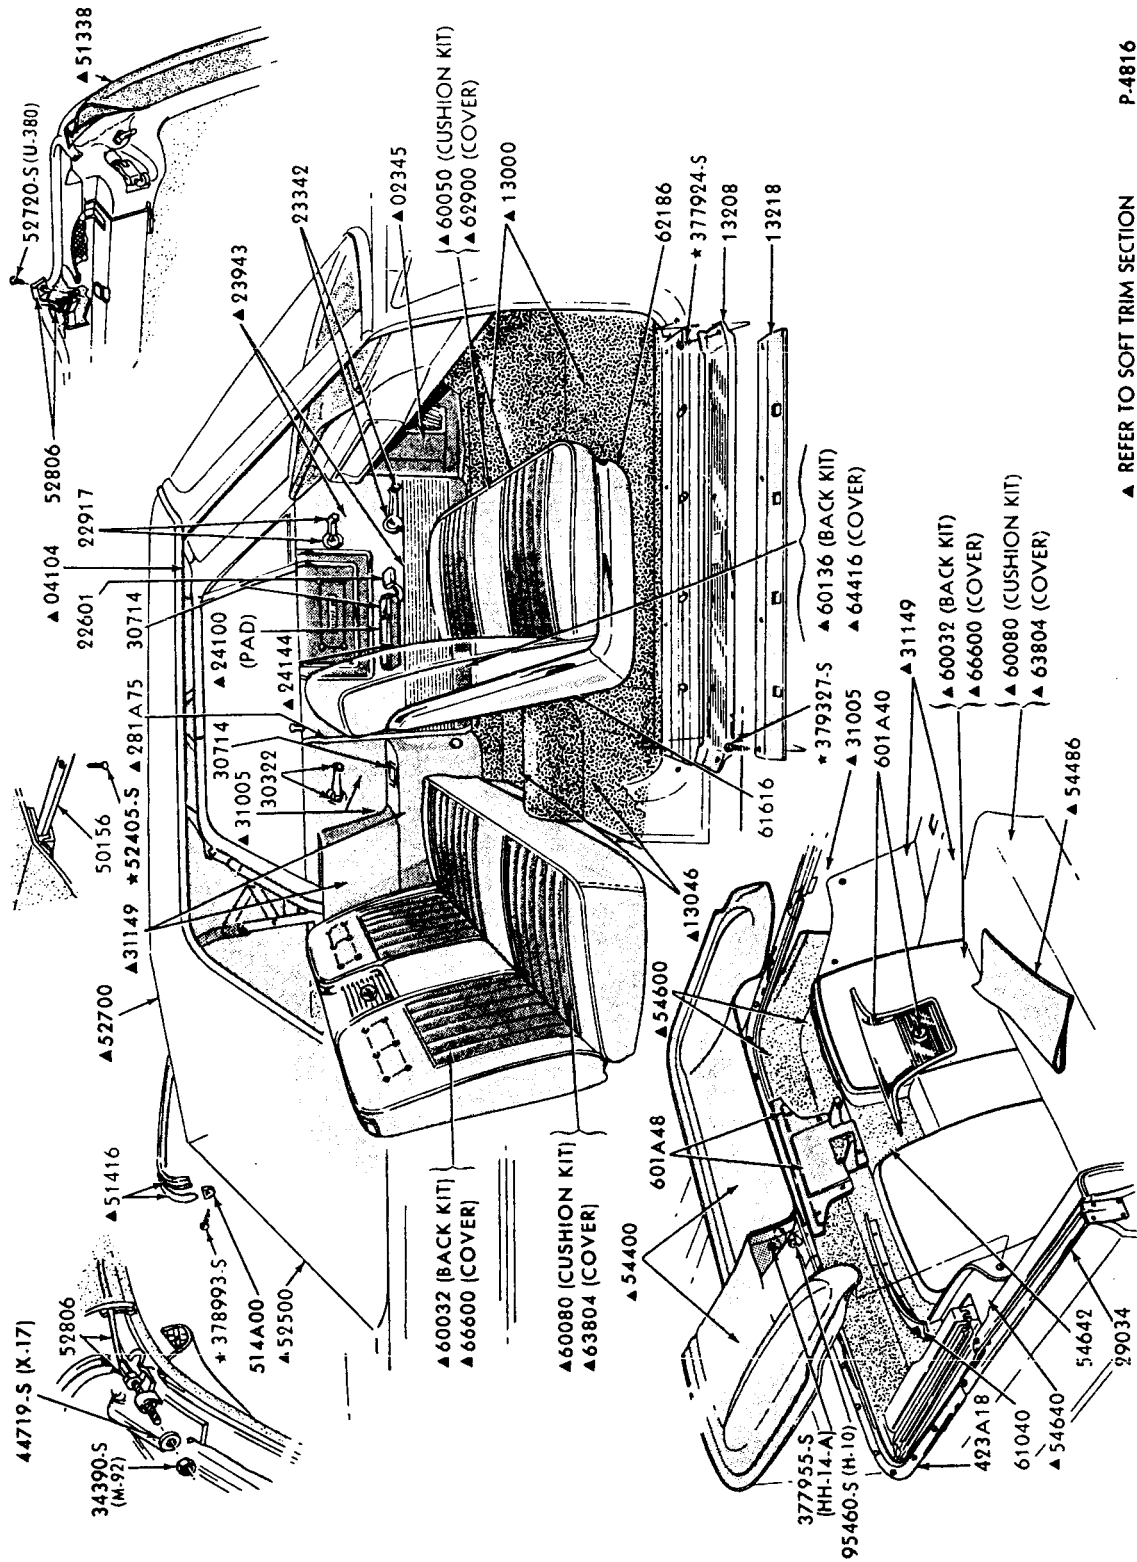 44719-S (X-17)
52806
34390-S
(M-92)
▲51416
★ 378993-S
514A00
▲52500
▲52700
50156
★52405-S
▲31149
▲281A75
30714
▲31005
30322
▲04104
22601
22917
30714
▲24100
(PAD)
▲24144
52806
52720-S (U-380)
▲51338
▲23943
23342
▲02345
▲60050 (CUSHION KIT)
▲62900 (COVER)
▲13000
62186
★ 377924-S
13208
13218
▲60032 (BACK KIT)
▲66600 (COVER)
▲60080 (CUSHION KIT)
▲63804 (COVER)
▲13046
61616
▲60136 (BACK KIT)
▲64416 (COVER)
★ 379327-S
▲ 31005
601A40
▲31149
▲60032 (BACK KIT)
▲66600 (COVER)
▲60080 (CUSHION KIT)
▲63804 (COVER)
▲54486
▲54600
601A48
▲ 54400
377955-S
(HH-14-A)
95460-S (H-10)
423A18
61040
▲54640
54642
29034
▲ REFER TO SOFT TRIM SECTION
P-4816